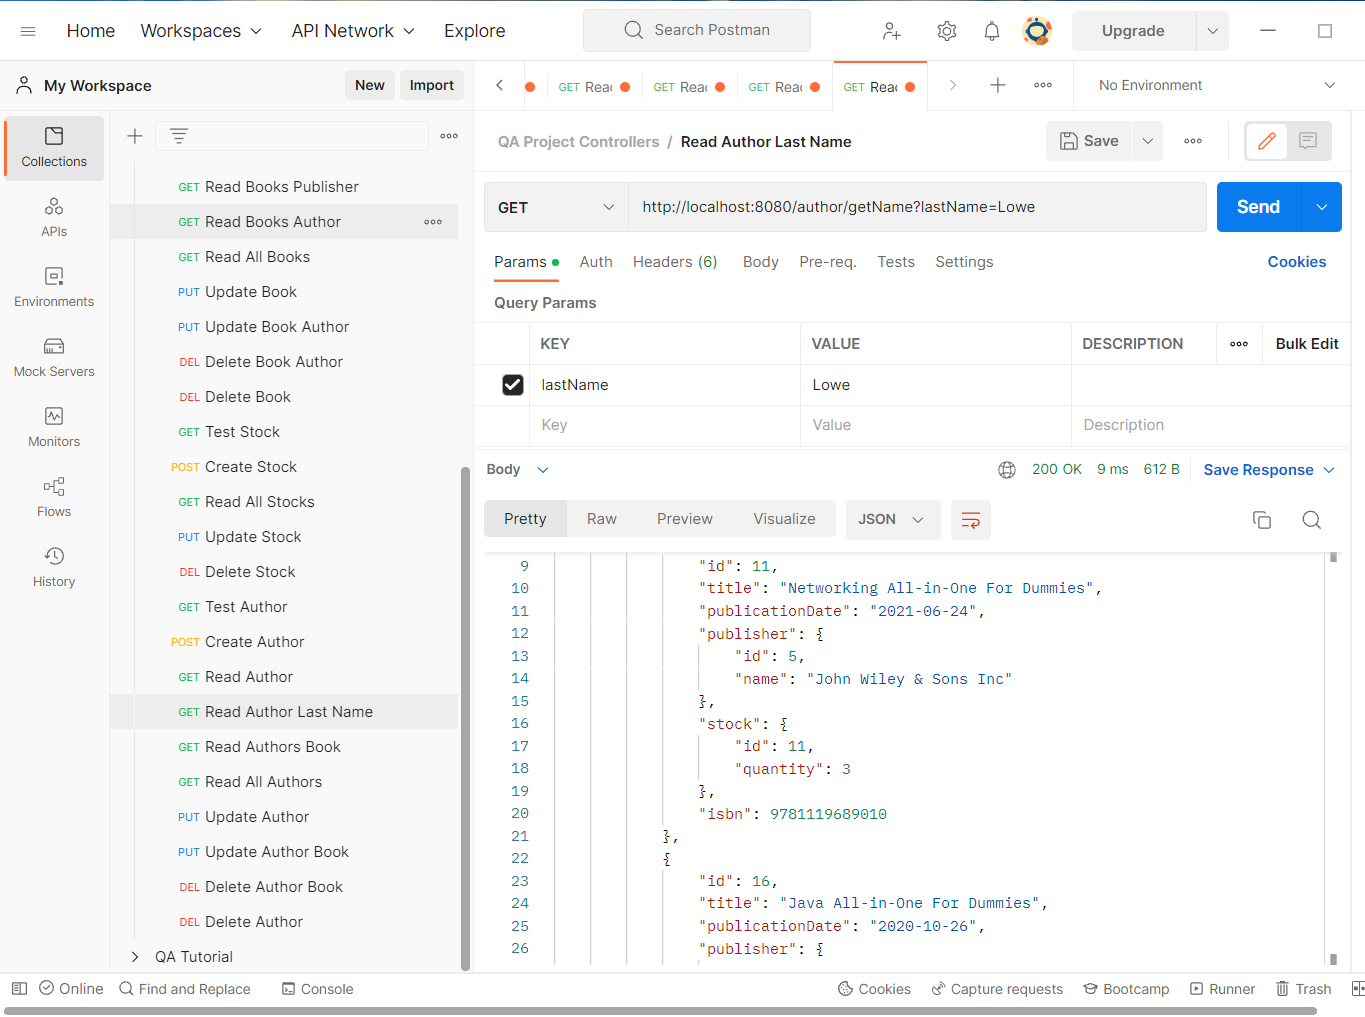 Home Workspaces API Network Explore Search Postman Upgrade
My Workspace New Import GET Read GET Read GET Read GET Read No Environment
Collections
APIs
Environments
Mock Servers
Monitors
Flows
History
GET Read Books Publisher
GET Read Books Author
GET Read All Books
PUT Update Book
PUT Update Book Author
DEL Delete Book Author
DEL Delete Book
GET Test Stock
POST Create Stock
GET Read All Stocks
PUT Update Stock
DEL Delete Stock
GET Test Author
POST Create Author
GET Read Author
GET Read Author Last Name
GET Read Authors Book
GET Read All Authors
PUT Update Author
PUT Update Author Book
DEL Delete Author Book
DEL Delete Author
QA Tutorial
QA Project Controllers / Read Author Last Name Save
GET http://localhost:8080/author/getName?lastName=Lowe Send
Params Auth Headers (6) Body Pre-req. Tests Settings Cookies
Query Params
KEY VALUE DESCRIPTION Bulk Edit
lastName Lowe
Key Value Description
Body 200 OK 9 ms 612 B Save Response
Pretty Raw Preview Visualize JSON
9 "id": 11,
10 "title": "Networking All-in-One For Dummies",
11 "publicationDate": "2021-06-24",
12 "publisher": {
13 "id": 5,
14 "name": "John Wiley & Sons Inc"
15 },
16 "stock": {
17 "id": 11,
18 "quantity": 3
19 },
20 "isbn": 9781119689010
21 },
22 {
23 "id": 16,
24 "title": "Java All-in-One For Dummies",
25 "publicationDate": "2020-10-26",
26 "publisher": {
Online Find and Replace Console Cookies Capture requests Bootcamp Runner Trash